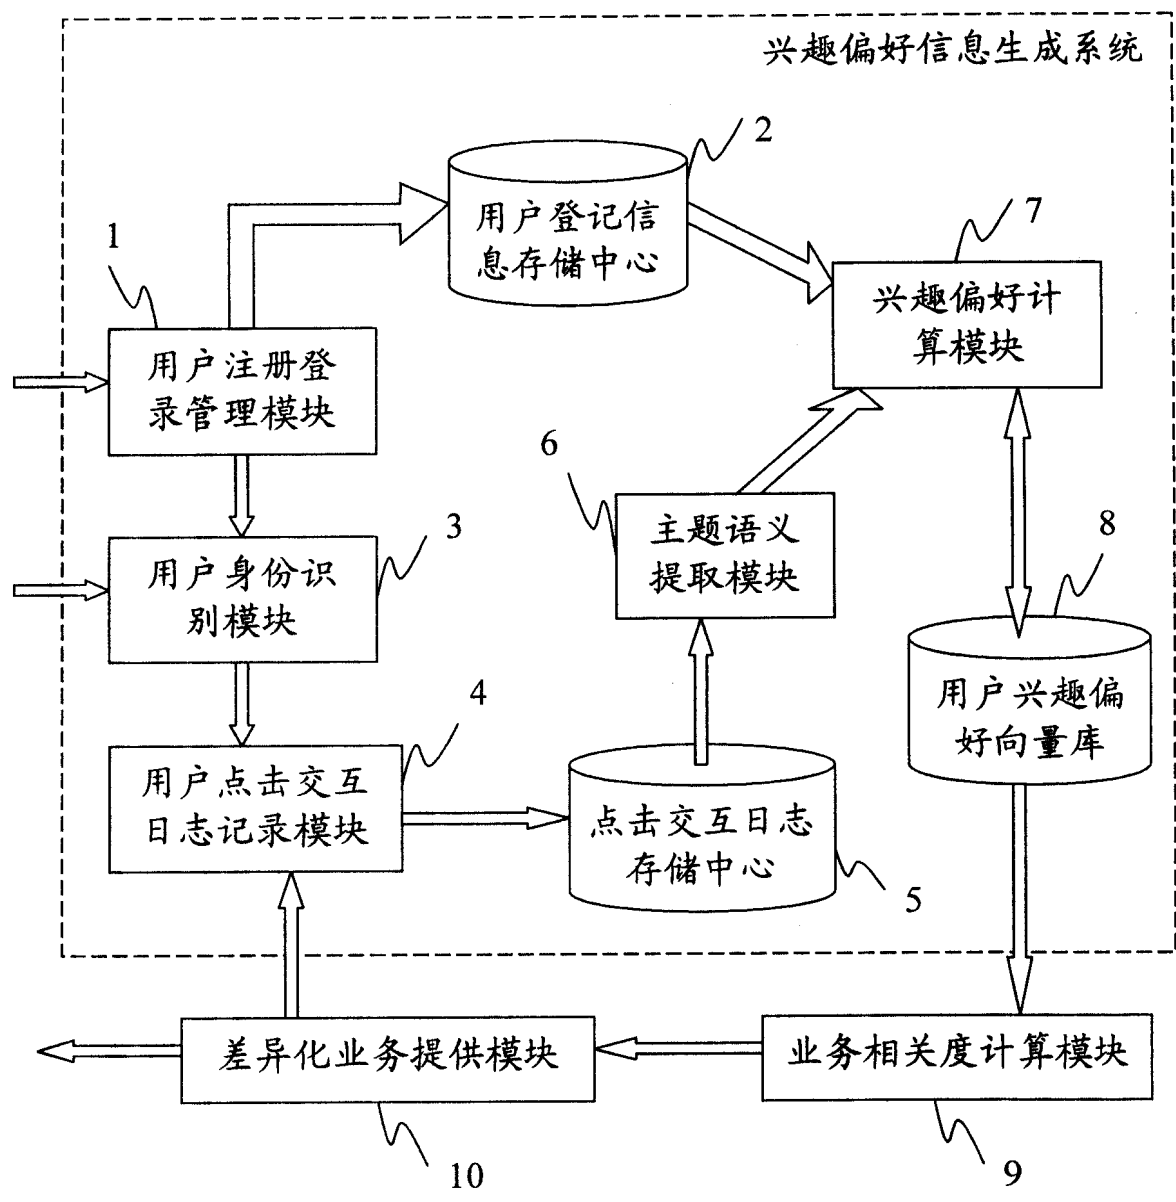 兴趣偏好信息生成系统
2
用户登记信
息存储中心
7
兴趣偏好计
算模块
1
用户注册登
录管理模块
6
主题语义
提取模块
3
用户身份识
别模块
8
用户兴趣偏
好向量库
4
用户点击交互
日志记录模块
点击交互日志
存储中心
5
差异化业务提供模块
10
业务相关度计算模块
9